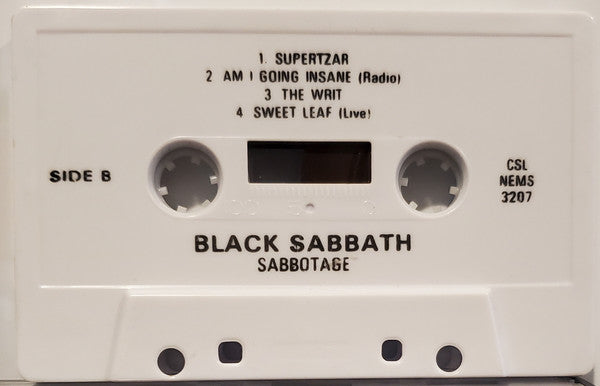 1. SUPERTZAR
2 AM I GOING INSANE (Radio)
3 THE WRIT
4 SWEET LEAF (Live)
SIDE B
CSL
NEMS
3207
BLACK SABBATH
SABBOTAGE